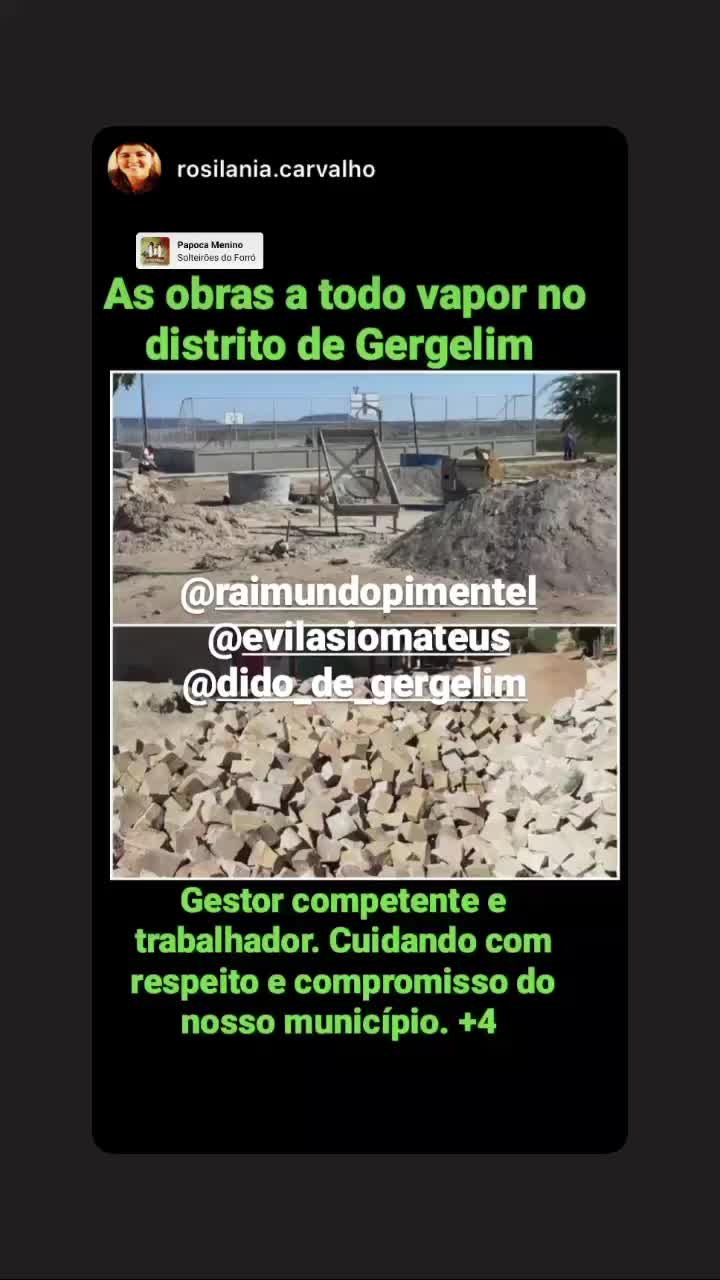 rosilania.carvalho
Papoca Menino
Solteirões do Forró
As obras a todo vapor no
distrito de Gergelim
@raimundopimentel
@evilasiomateus
@dido_de_gergelim
Gestor competente e
trabalhador. Cuidando com
respeito e compromisso do
nosso município. +4